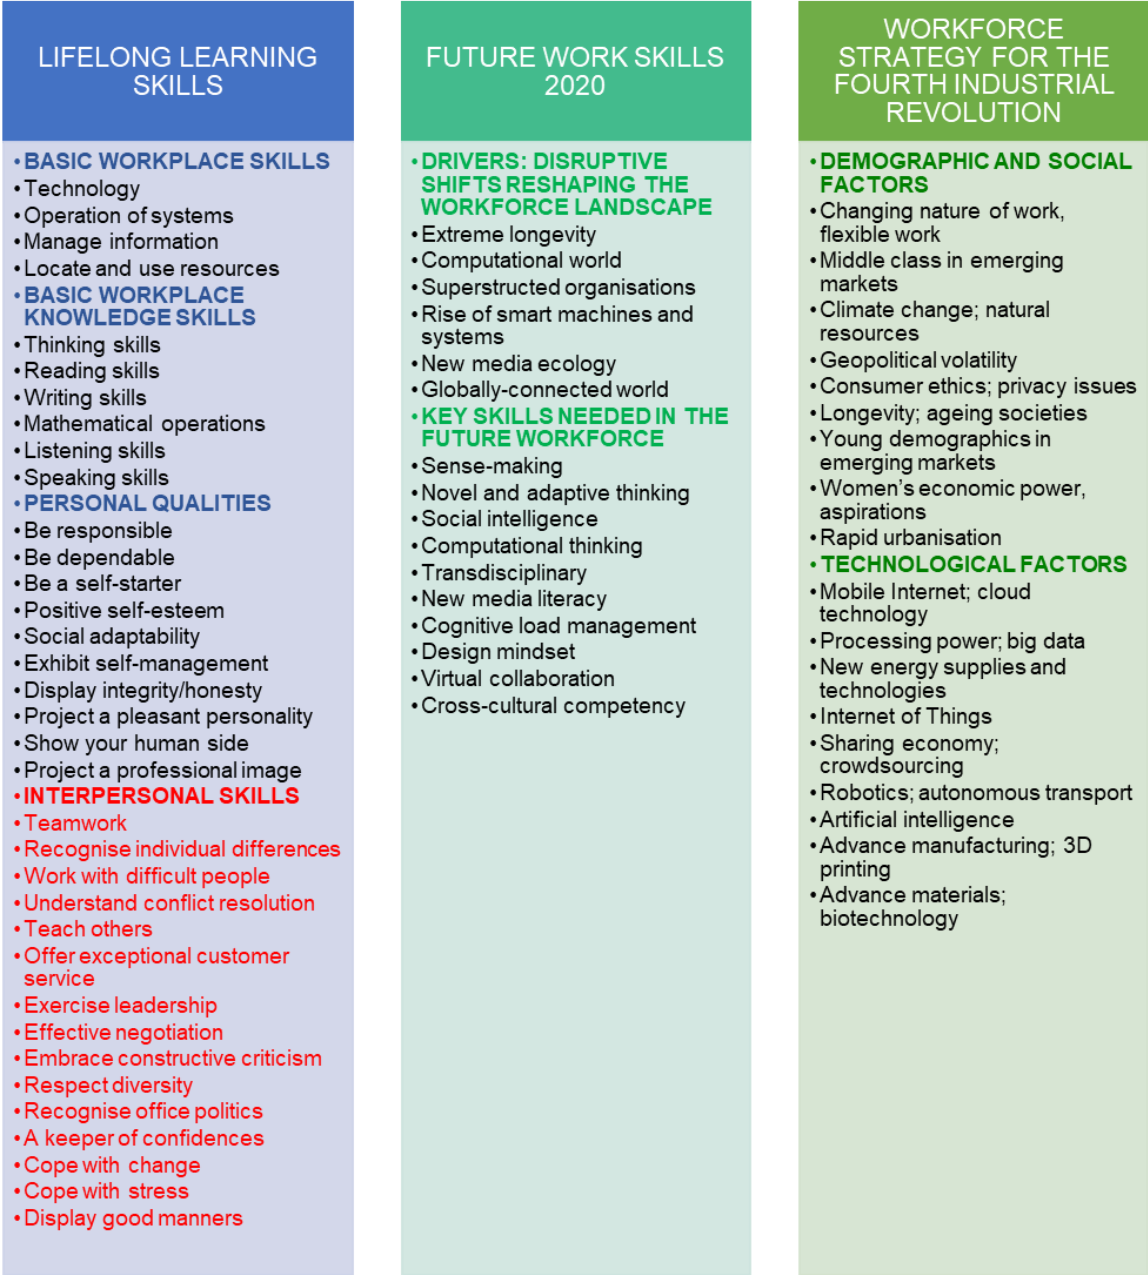 LIFELONG LEARNING
SKILLS
• BASIC WORKPLACE SKILLS
• Technology
• Operation of systems
• Manage information
• Locate and use resources
• BASIC WORKPLACE
KNOWLEDGE SKILLS
• Thinking skills
• Reading skills
• Writing skills
• Mathematical operations
• Listening skills
• Speaking skills
• PERSONAL QUALITIES
• Be responsible
• Be dependable
• Be a self-starter
• Positive self-esteem
• Social adaptability
• Exhibit self-management
• Display integrity/honesty
• Project a pleasant personality
• Show your human side
• Project a professional image
• INTERPERSONAL SKILLS
• Teamwork
• Recognise individual differences
• Work with difficult people
• Understand conflict resolution
• Teach others
• Offer exceptional customer
service
• Exercise leadership
• Effective negotiation
• Embrace constructive criticism
• Respect diversity
• Recognise office politics
• A keeper of confidences
• Cope with change
• Cope with stress
• Display good manners
FUTURE WORK SKILLS
2020
• DRIVERS: DISRUPTIVE
SHIFTS RESHAPING THE
WORKFORCE LANDSCAPE
• Extreme longevity
• Computational world
• Superstructed organisations
• Rise of smart machines and
systems
• New media ecology
• Globally-connected world
• KEY SKILLS NEEDED IN THE
FUTURE WORKFORCE
• Sense-making
• Novel and adaptive thinking
• Social intelligence
• Computational thinking
• Transdisciplinary
• New media literacy
• Cognitive load management
• Design mindset
• Virtual collaboration
• Cross-cultural competency
WORKFORCE
STRATEGY FOR THE
FOURTH INDUSTRIAL
REVOLUTION
• DEMOGRAPHIC AND SOCIAL
FACTORS
• Changing nature of work,
flexible work
• Middle class in emerging
markets
• Climate change; natural
resources
• Geopolitical volatility
• Consumer ethics; privacy issues
• Longevity; ageing societies
• Young demographics in
emerging markets
• Women's economic power,
aspirations
• Rapid urbanisation
• TECHNOLOGICAL FACTORS
• Mobile Internet; cloud
technology
• Processing power; big data
• New energy supplies and
technologies
• Internet of Things
• Sharing economy;
crowdsourcing
• Robotics; autonomous transport
• Artificial intelligence
• Advance manufacturing; 3D
printing
• Advance materials;
biotechnology